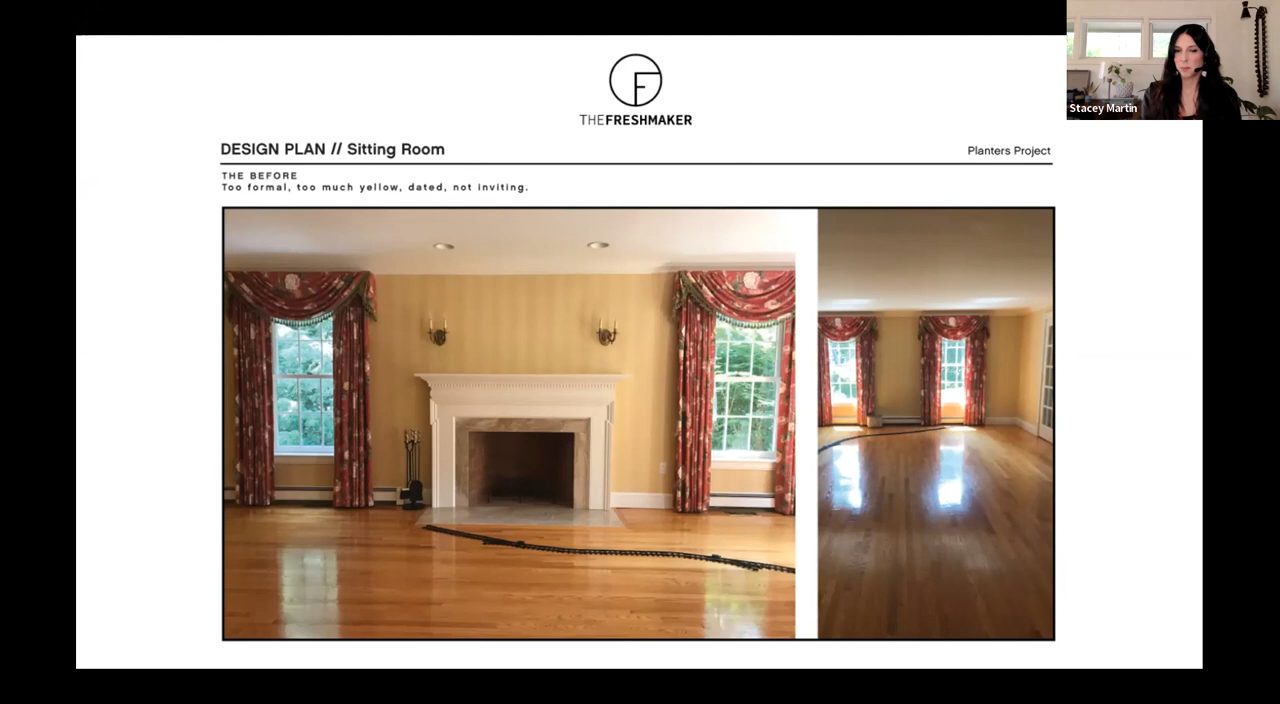 Stacey Martin
F
THEFRESHMAKER
DESIGN PLAN // Sitting Room
Planters Project
THE BEFORE
Too formal, too much yellow, dated, not inviting.